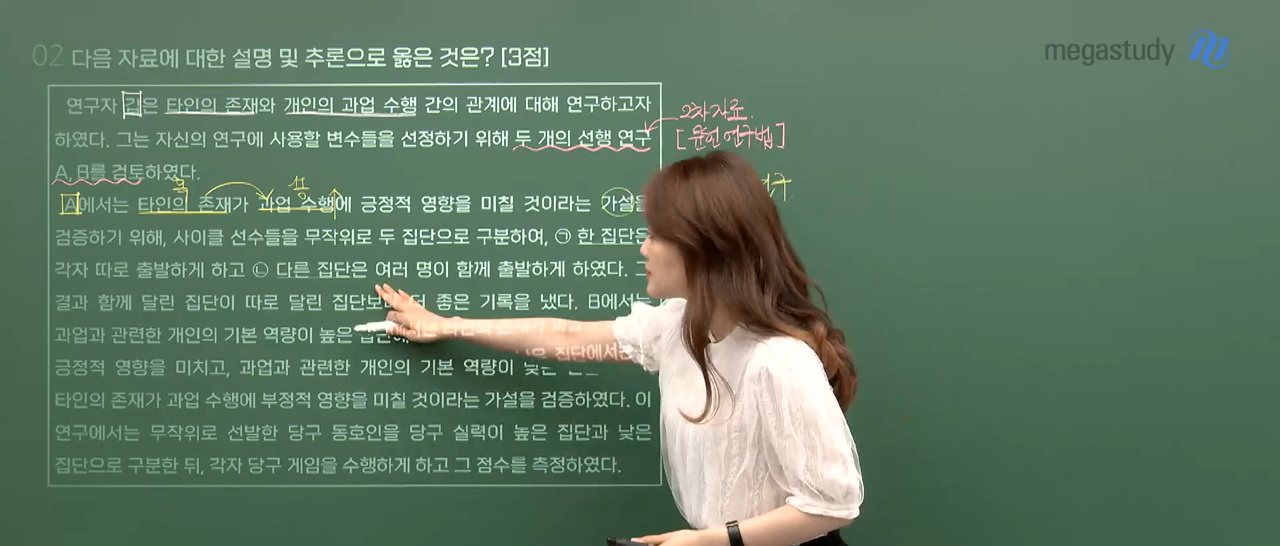 02 다음 자료에 대한 설명 및 추론으로 옳은 것은? [3점]
megastudy
연구자 갑은 타인의 존재와 개인의 과업 수행 간의 관계에 대해 연구하고자
하였다. 그는 자신의 연구에 사용할 변수들을 선정하기 위해 두 개의 선행 연구
2차자료
[문헌연구법]
A, B를 검토하였다.
독
종
A에서는 타인의 존재가 과업 수행에 긍정적 영향을 미칠 것이라는 가설을
검증하기 위해, 사이클 선수들을 무작위로 두 집단으로 구분하여, ㉠ 한 집단은
각자 따로 출발하게 하고 ㉡ 다른 집단은 여러 명이 함께 출발하게 하였다. 그
결과 함께 달린 집단이 따로 달린 집단보다 더 좋은 기록을 냈다. B에서는
과업과 관련한 개인의 기본 역량이 높은
긍정적 영향을 미치고, 과업과 관련한 개인의 기본 역량이 낮은 집단에서는
타인의 존재가 과업 수행에 부정적 영향을 미칠 것이라는 가설을 검증하였다. 이
연구에서는 무작위로 선발한 당구 동호인을 당구 실력이 높은 집단과 낮은
집단으로 구분한 뒤, 각자 당구 게임을 수행하게 하고 그 점수를 측정하였다.